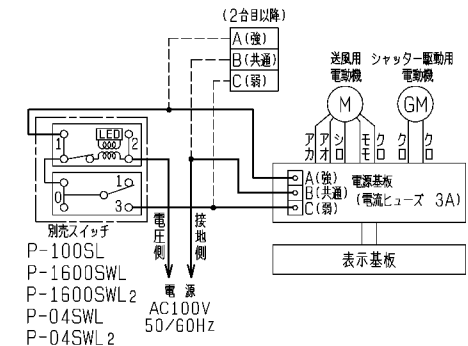 (2台目以降)
A(強)
B(共通)
C(弱)
送風用
電動機
シャッター駆動用
電動機
M
GM
アカ
アオ
シロ
モモ
クロ
クロ
クロ
LED
1
2
0
1
3
A(強)
B(共通)
C(弱)
電源基板
(電流ヒューズ 3A)
表示基板
別売スイッチ
P-100SL
P-1600SWL
P-1600SWL2
P-04SWL
P-04SWL2
電圧側
接地側
電源
AC100V
50/60Hz